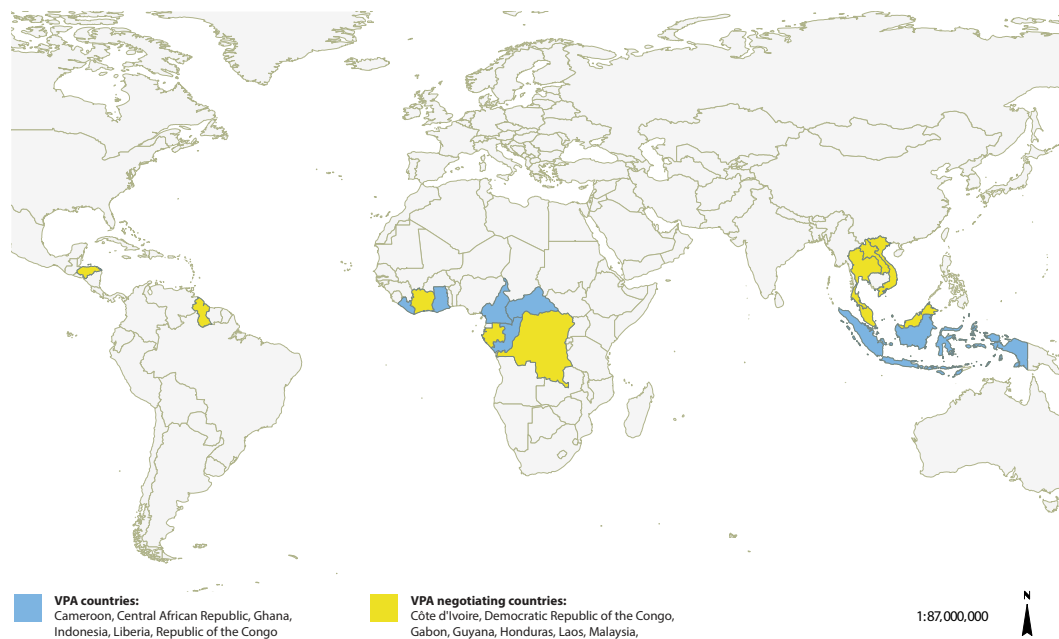 VPA countries:
Cameroon, Central African Republic, Ghana,
Indonesia, Liberia, Republic of the Congo
VPA negotiating countries:
Côte d'Ivoire, Democratic Republic of the Congo,
Gabon, Guyana, Honduras, Laos, Malaysia,
1:87,000,000
N